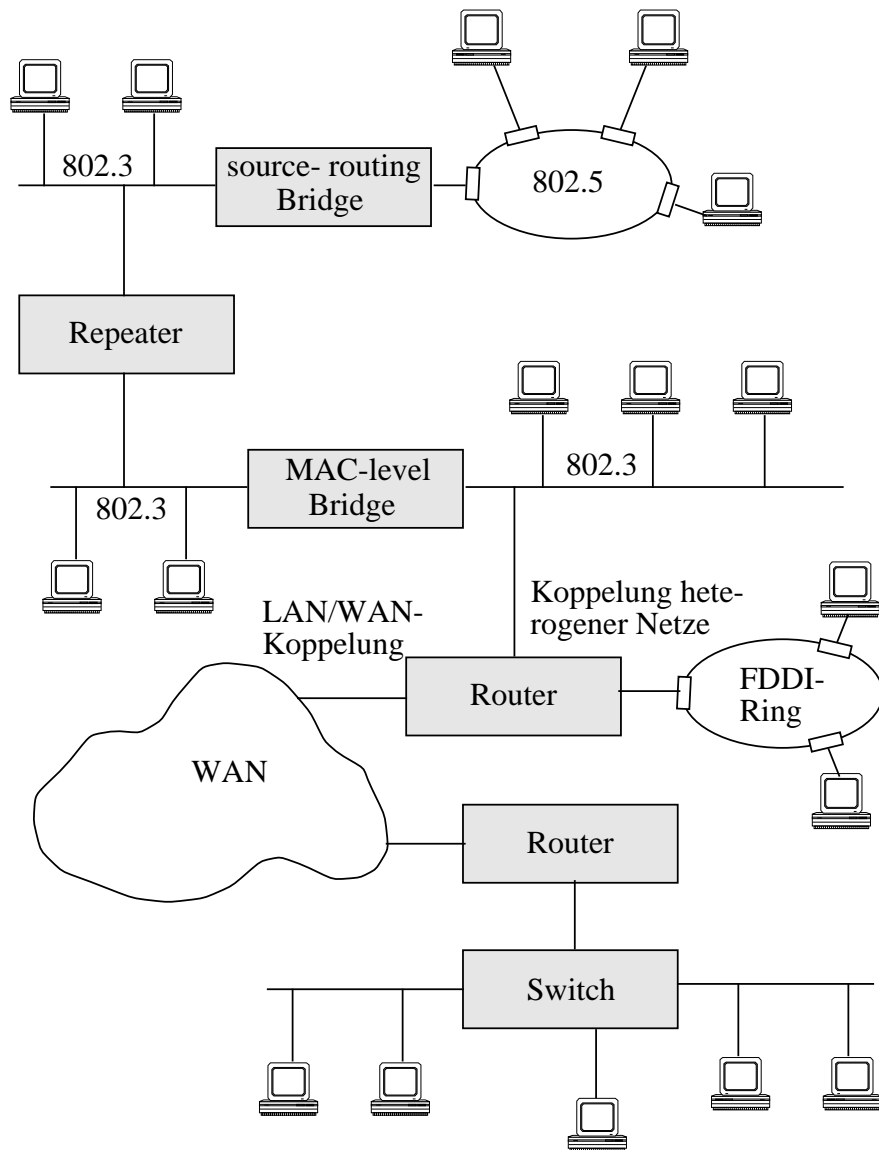 802.3
source- routing
Bridge
802.5
Repeater
MAC-level
Bridge
802.3
802.3
LAN/WAN-
Koppelung
Koppelung hete-
rogener Netze
Router
FDDI-
Ring
WAN
Router
Switch